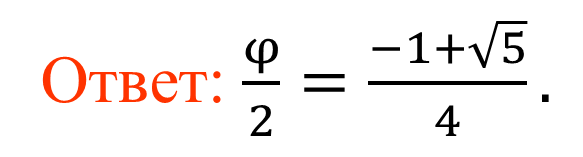 Ответ: φ/2 = (−1+√5)/4 .